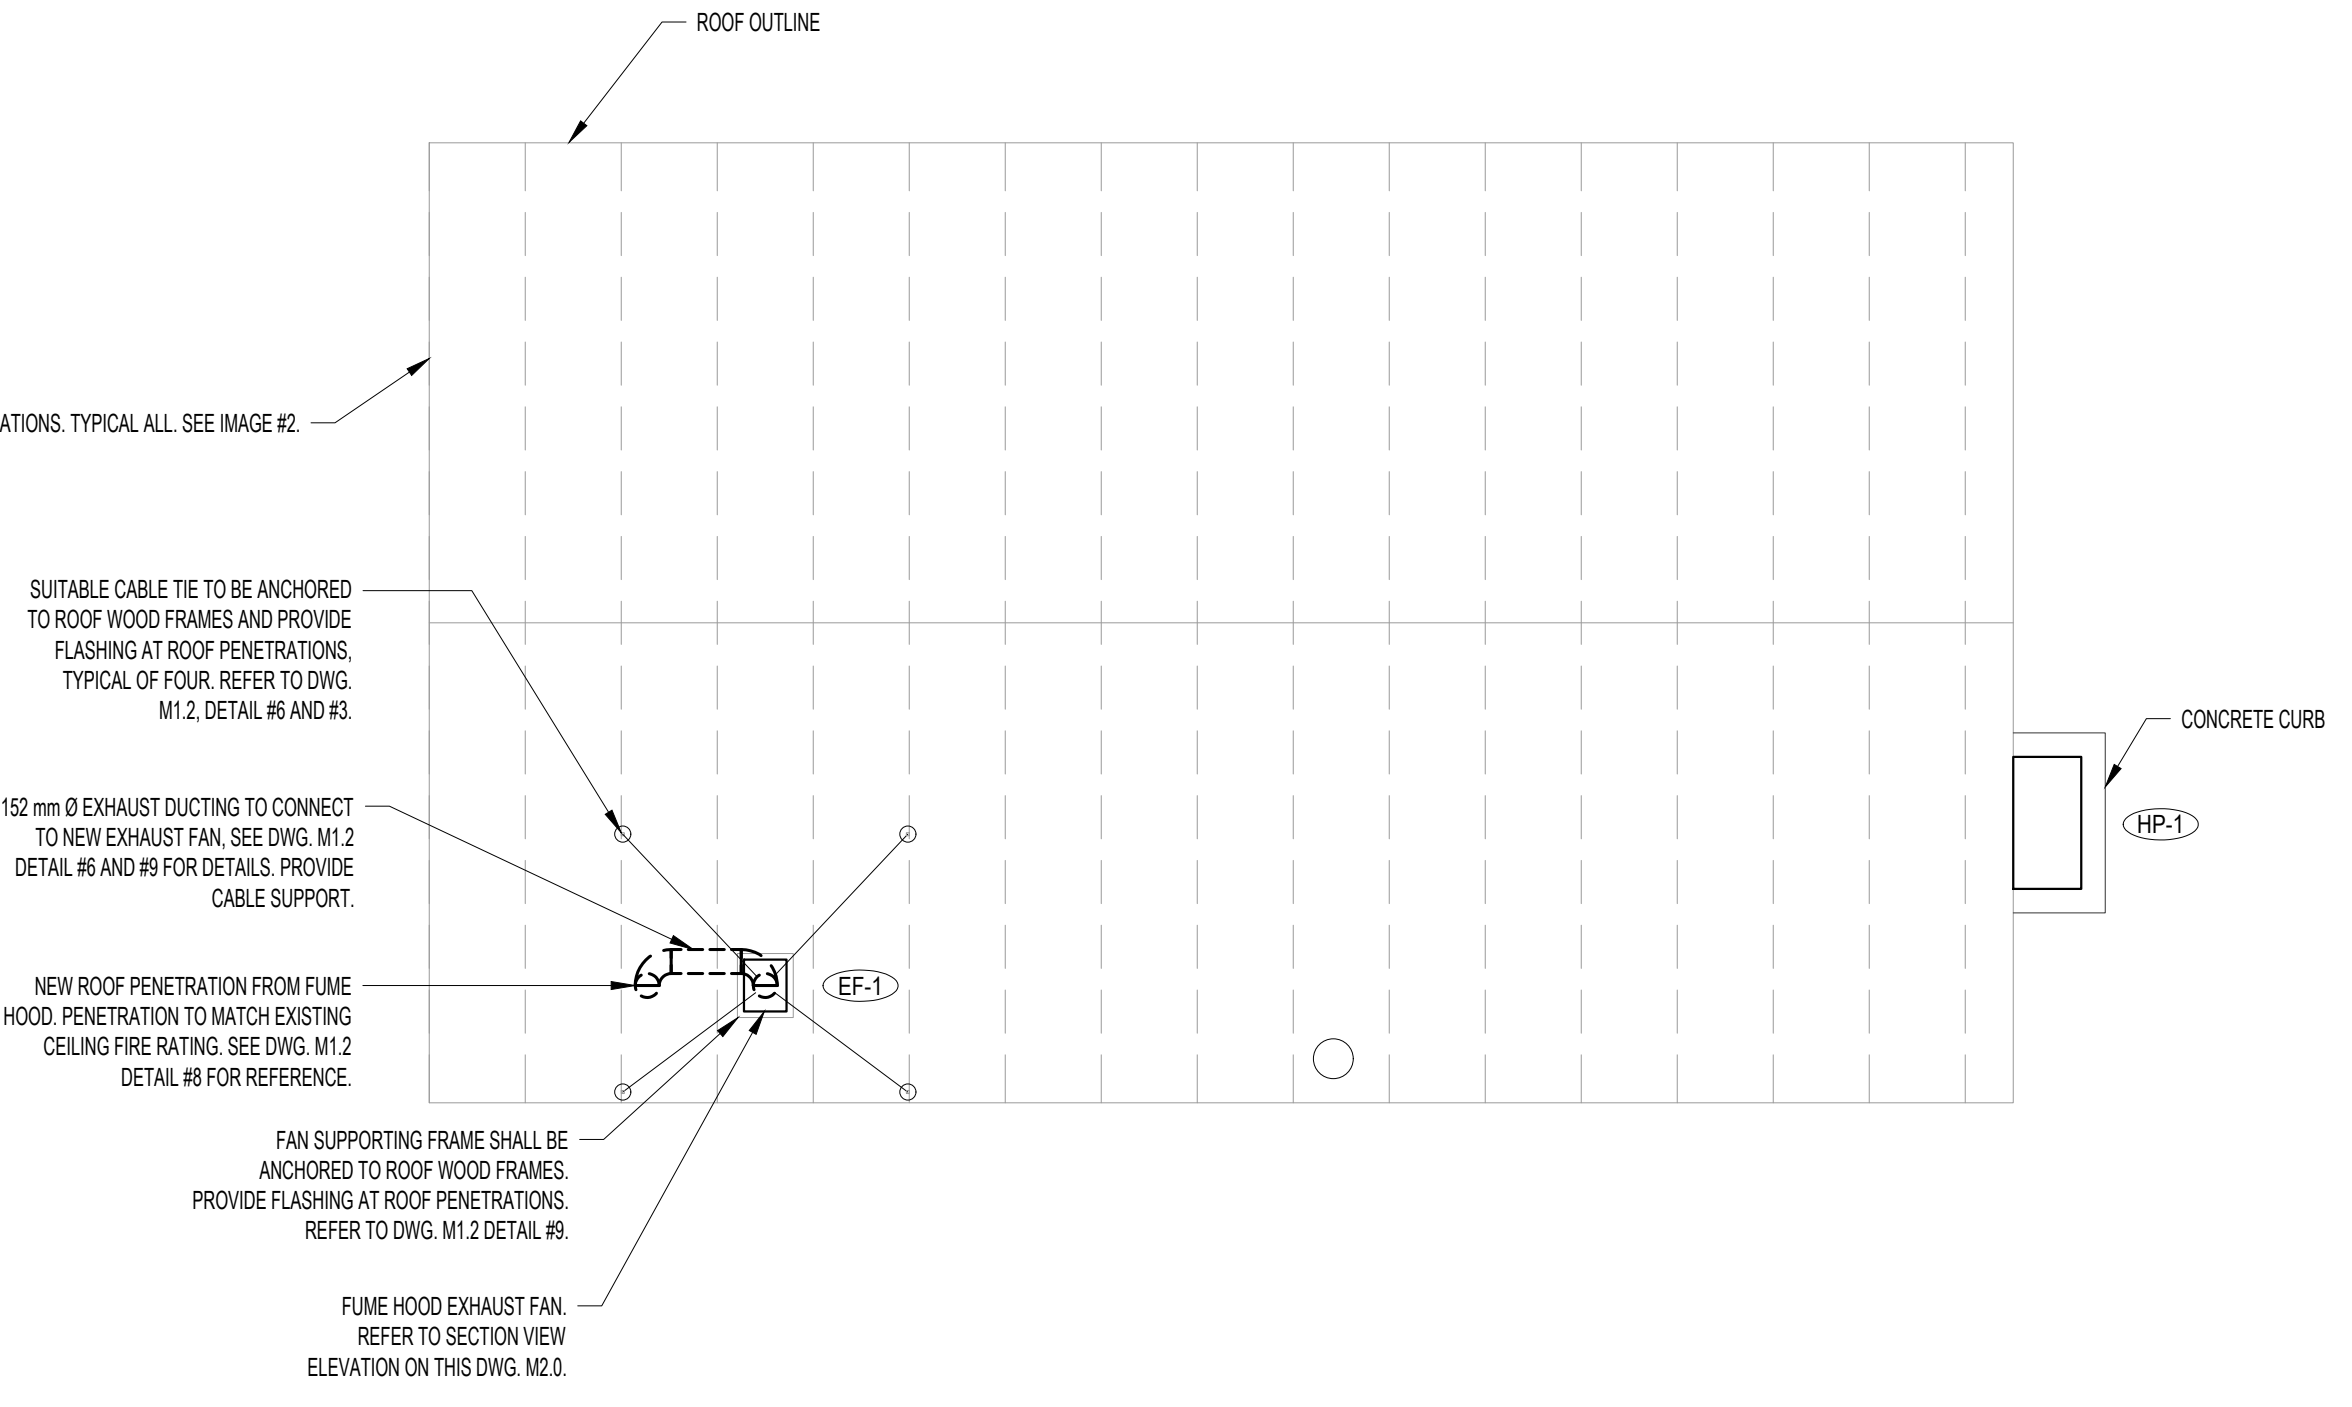 ROOF OUTLINE
ATIONS. TYPICAL ALL. SEE IMAGE #2.
SUITABLE CABLE TIE TO BE ANCHORED
TO ROOF WOOD FRAMES AND PROVIDE
FLASHING AT ROOF PENETRATIONS,
TYPICAL OF FOUR. REFER TO DWG.
M1.2, DETAIL #6 AND #3.
CONCRETE CURB
HP-1
152 mm Ø EXHAUST DUCTING TO CONNECT
TO NEW EXHAUST FAN, SEE DWG. M1.2
DETAIL #6 AND #9 FOR DETAILS. PROVIDE
CABLE SUPPORT.
EF-1
NEW ROOF PENETRATION FROM FUME
HOOD. PENETRATION TO MATCH EXISTING
CEILING FIRE RATING. SEE DWG. M1.2
DETAIL #8 FOR REFERENCE.
FAN SUPPORTING FRAME SHALL BE
ANCHORED TO ROOF WOOD FRAMES.
PROVIDE FLASHING AT ROOF PENETRATIONS.
REFER TO DWG. M1.2 DETAIL #9.
FUME HOOD EXHAUST FAN.
REFER TO SECTION VIEW
ELEVATION ON THIS DWG. M2.0.